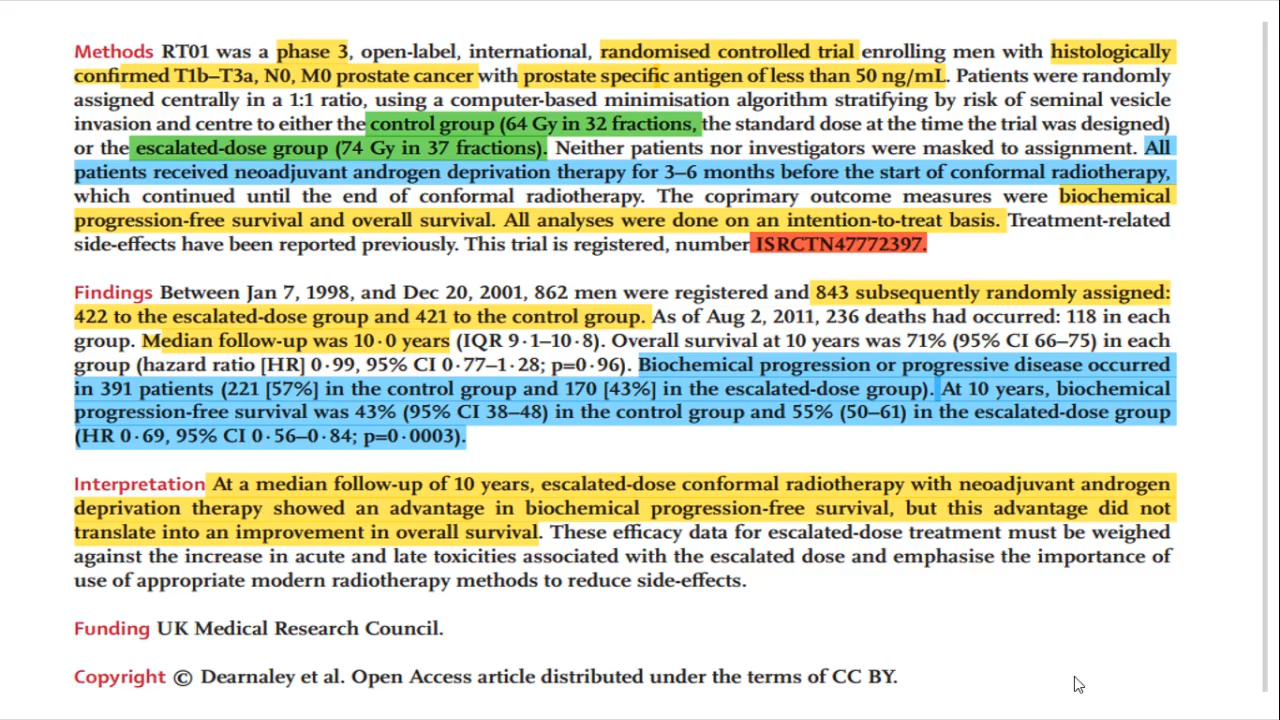 Methods RT01 was a phase 3, open-label, international, randomised controlled trial enrolling men with histologically
confirmed T1b–T3a, N0, M0 prostate cancer with prostate specific antigen of less than 50 ng/mL. Patients were randomly
assigned centrally in a 1:1 ratio, using a computer-based minimisation algorithm stratifying by risk of seminal vesicle
invasion and centre to either the control group (64 Gy in 32 fractions, the standard dose at the time the trial was designed)
or the escalated-dose group (74 Gy in 37 fractions). Neither patients nor investigators were masked to assignment. All
patients received neoadjuvant androgen deprivation therapy for 3–6 months before the start of conformal radiotherapy,
which continued until the end of conformal radiotherapy. The coprimary outcome measures were biochemical
progression-free survival and overall survival. All analyses were done on an intention-to-treat basis. Treatment-related
side-effects have been reported previously. This trial is registered, number ISRCTN47772397.
Findings Between Jan 7, 1998, and Dec 20, 2001, 862 men were registered and 843 subsequently randomly assigned:
422 to the escalated-dose group and 421 to the control group. As of Aug 2, 2011, 236 deaths had occurred: 118 in each
group. Median follow-up was 10·0 years (IQR 9·1–10·8). Overall survival at 10 years was 71% (95% CI 66–75) in each
group (hazard ratio [HR] 0·99, 95% CI 0·77–1·28; p=0·96). Biochemical progression or progressive disease occurred
in 391 patients (221 [57%] in the control group and 170 [43%] in the escalated-dose group). At 10 years, biochemical
progression-free survival was 43% (95% CI 38–48) in the control group and 55% (50–61) in the escalated-dose group
(HR 0·69, 95% CI 0·56–0·84; p=0·0003).
Interpretation At a median follow-up of 10 years, escalated-dose conformal radiotherapy with neoadjuvant androgen
deprivation therapy showed an advantage in biochemical progression-free survival, but this advantage did not
translate into an improvement in overall survival. These efficacy data for escalated-dose treatment must be weighed
against the increase in acute and late toxicities associated with the escalated dose and emphasise the importance of
use of appropriate modern radiotherapy methods to reduce side-effects.
Funding UK Medical Research Council.
Copyright © Dearnaley et al. Open Access article distributed under the terms of CC BY.